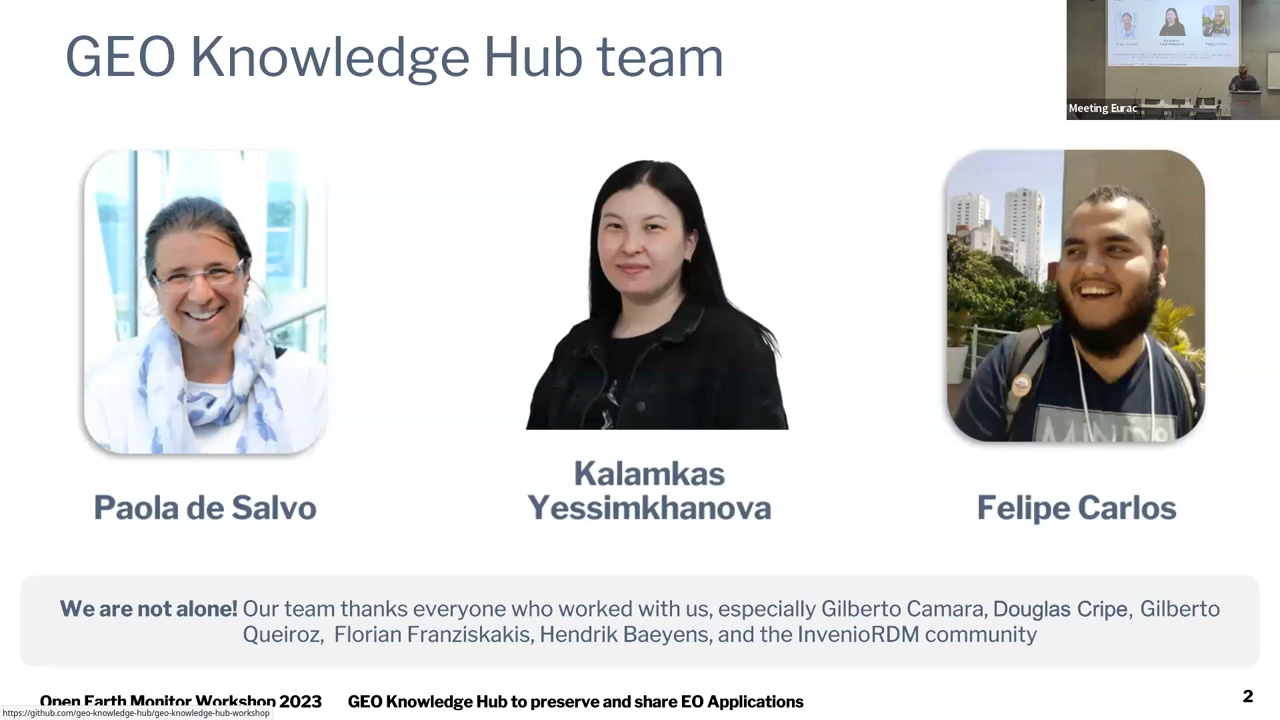 GEO Knowledge Hub team
Meeting Eurac
MIND
Paola de Salvo
Kalamkas
Yessimkhanova
Felipe Carlos
We are not alone! Our team thanks everyone who worked with us, especially Gilberto Camara, Douglas Cripe, Gilberto
Queiroz, Florian Franziskakis, Hendrik Baeyens, and the InvenioRDM community
Open Earth Monitor Workshop 2023 GEO Knowledge Hub to preserve and share EO Applications
2
https://github.com/geo-knowledge-hub/geo-knowledge-hub-workshop